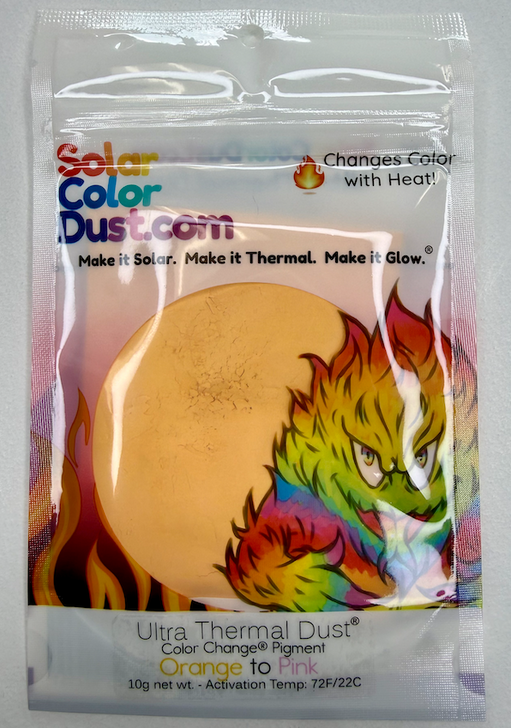 Solar
Color
Dust.com
Changes Color
with Heat!
Make it Solar. Make it Thermal. Make it Glow.®
Ultra Thermal Dust®
Color Change® Pigment
Orange to Pink
10g net wt. - Activation Temp: 72F/22C